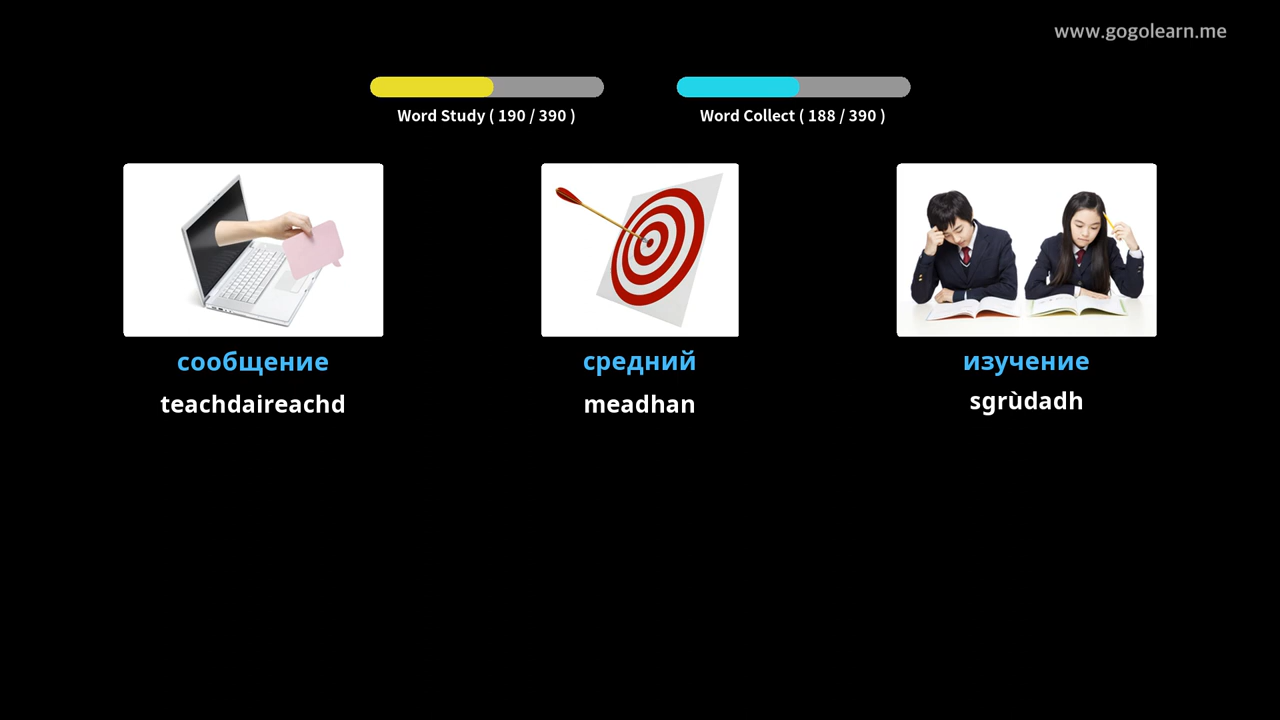 www.gogolearn.me
Word Study ( 190 / 390 )
Word Collect ( 188 / 390 )
сообщение
средний
изучение
teachdaireachd
meadhan
sgrùdadh